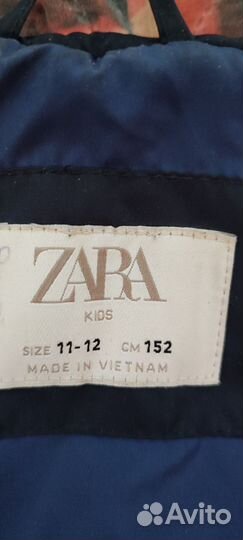 ZARA
KIDS
SIZE 11-12 CM 152
MADE IN VIETNAM
Avito